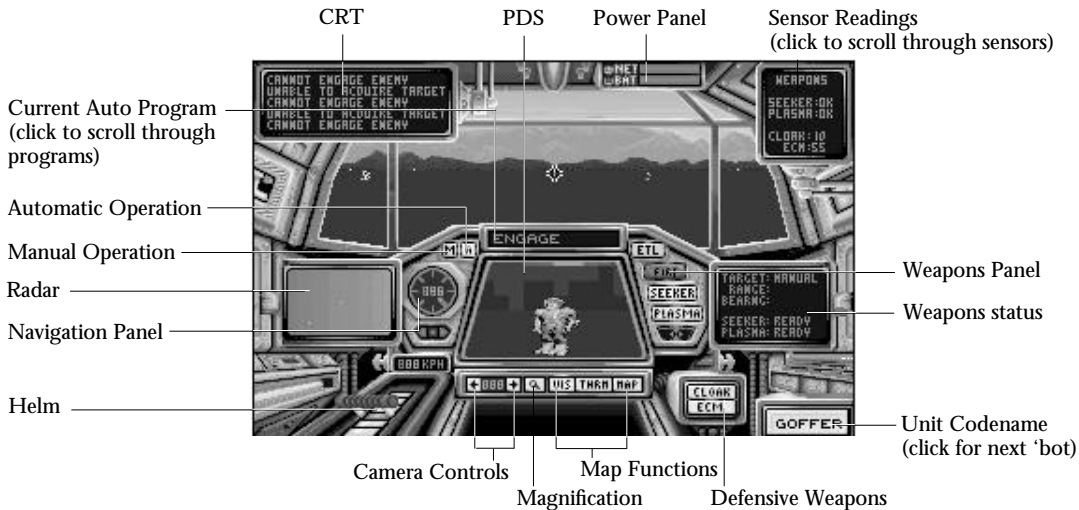 CRT
PDS
Power Panel
Sensor Readings
(click to scroll through sensors)
CANNOT ENGAGE ENEMY
UNABLE TO ACQUIRE TARGET
CANNOT ENGAGE ENEMY
UNABLE TO ACQUIRE TARGET
CANNOT ENGAGE ENEMY
NET
BAT
WEAPONS
SEEKER:OK
PLASMA:OK
CLOAK:10
ECM:55
Current Auto Program
(click to scroll through
programs)
Automatic Operation
Manual Operation
Radar
Navigation Panel
Helm
M
A
ENGAGE
ETL
000
FIRE
SEEKER
PLASMA
TARGET: MANUAL
RANGE:
BEARNG:
SEEKER: READY
PLASMA: READY
Weapons Panel
Weapons status
000 KPH
000
VIS
THRM
MAP
CLOAK
ECM
GOFFER
Unit Codename
(click for next ‘bot)
Camera Controls
Map Functions
Magnification
Defensive Weapons